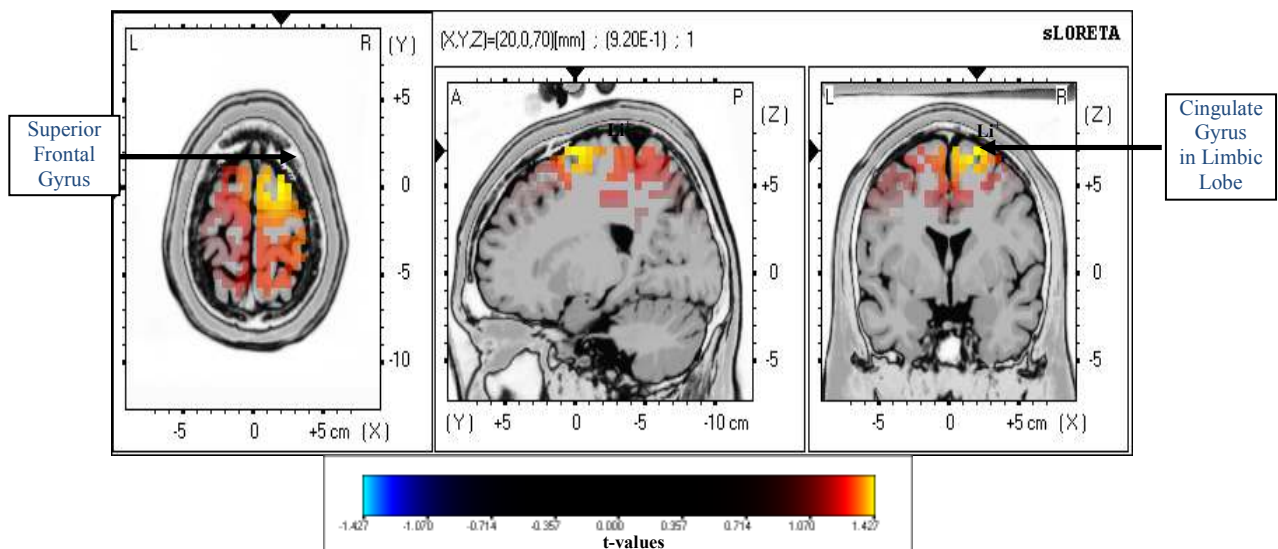 L R (Y)
(X,Y,Z)=(20,0,70)[mm] ; (9.20E-1) ; 1
sLORETA
A P (Z)
L R (Z)
Superior
Frontal
Gyrus
Cingulate
Gyrus
in Limbic
Lobe
Li
Li
+5
0
-5
-10
+5
0
-5
+5
0
-5
-5 0 +5 cm (X)
(Y) +5 0 -5 -10 cm
-5 0 +5 cm (X)
-1.427 -1.070 -0.714 -0.357 0.000 0.357 0.714 1.070 1.427
t-values